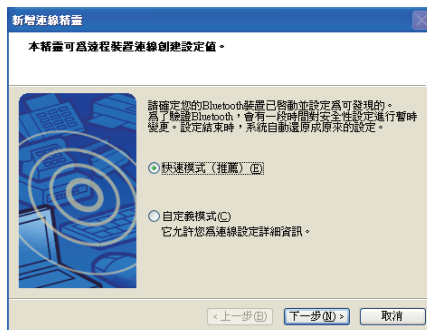 新增連線精靈
本精靈可爲遠程裝置連線創建設定值。
請確定您的Bluetooth裝置已啓動並設定爲可發現的。
爲了驗證Bluetooth，會有一段時間對安全性設定進行暫時
變更。設定結束時，系統自動還原成原來的設定。
快速模式（推薦）(E)
自定義模式(C)
它允許您爲連線設定詳細資訊。
<上一步(B)
下一步(N)>
取消